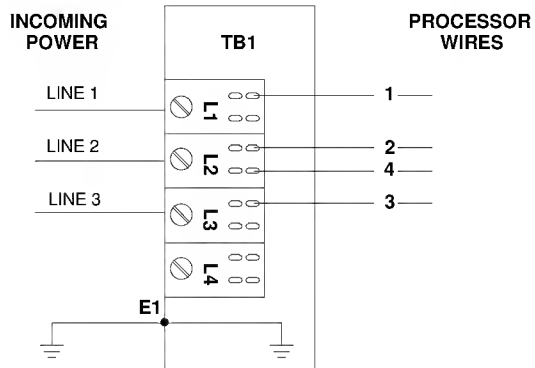 INCOMING
POWER
TB1
PROCESSOR
WIRES
LINE 1
L1
1
LINE 2
L2
2
4
LINE 3
L3
3
L4
E1